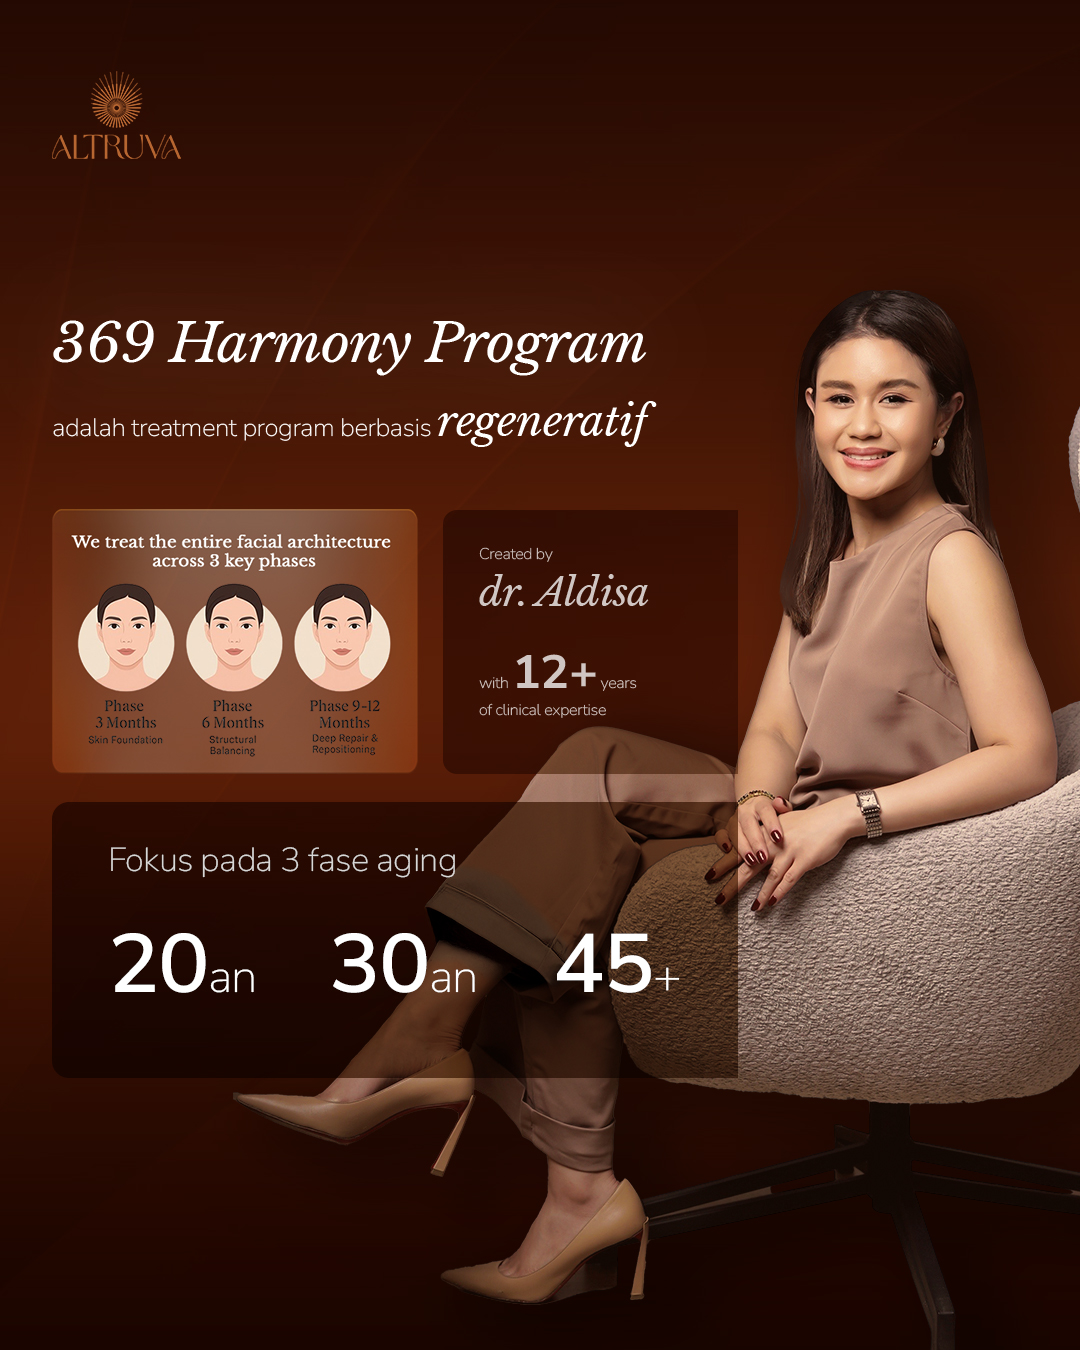 ALTRUVA
369 Harmony Program
adalah treatment program berbasis regeneratif
We treat the entire facial architecture
across 3 key phases
Phase
3 Months
Skin Foundation
Phase
6 Months
Structural
Balancing
Phase 9-12
Months
Deep Repair &
Repositioning
Created by
dr. Aldisa
with 12+ years
of clinical expertise
Fokus pada 3 fase aging
20an 30an 45+